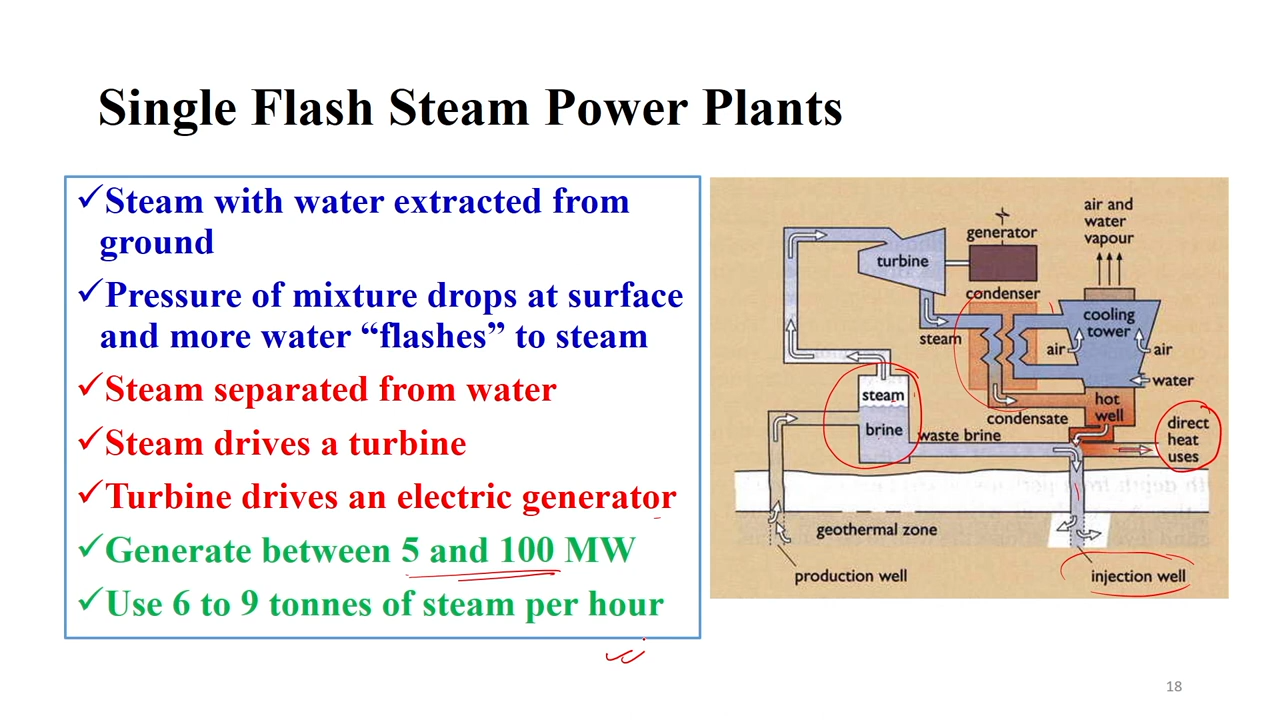 Single Flash Steam Power Plants
✓Steam with water extracted from
ground
✓Pressure of mixture drops at surface
and more water “flashes” to steam
✓Steam separated from water
✓Steam drives a turbine
✓Turbine drives an electric generator
✓Generate between 5 and 100 MW
✓Use 6 to 9 tonnes of steam per hour
air and
water
vapour
generator
turbine
condenser
cooling
tower
steam
air
air
water
steam
hot
well
condensate
brine
waste brine
direct
heat
uses
geothermal zone
production well
injection well
18